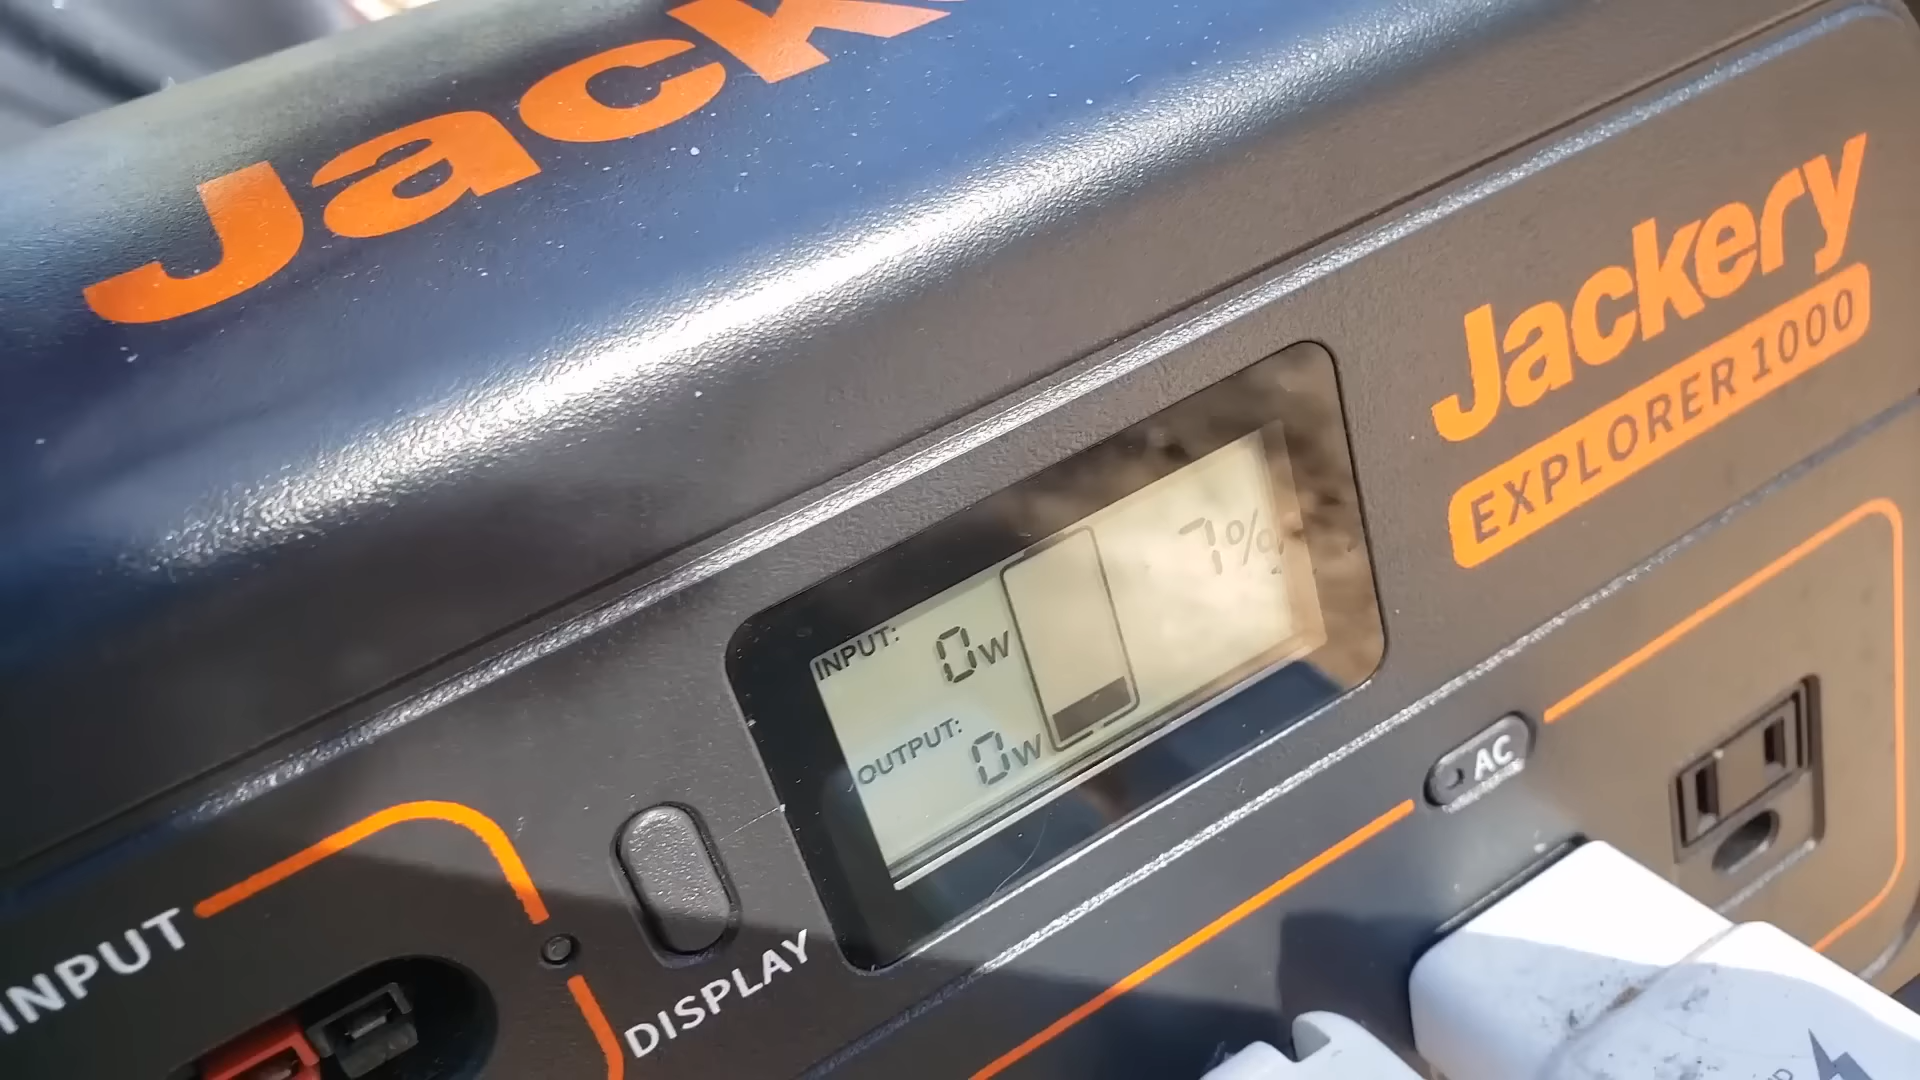 Jack
Jackery
EXPLORER 1000
7%
INPUT:
0W
OUTPUT:
0W
AC
INPUT
DISPLAY